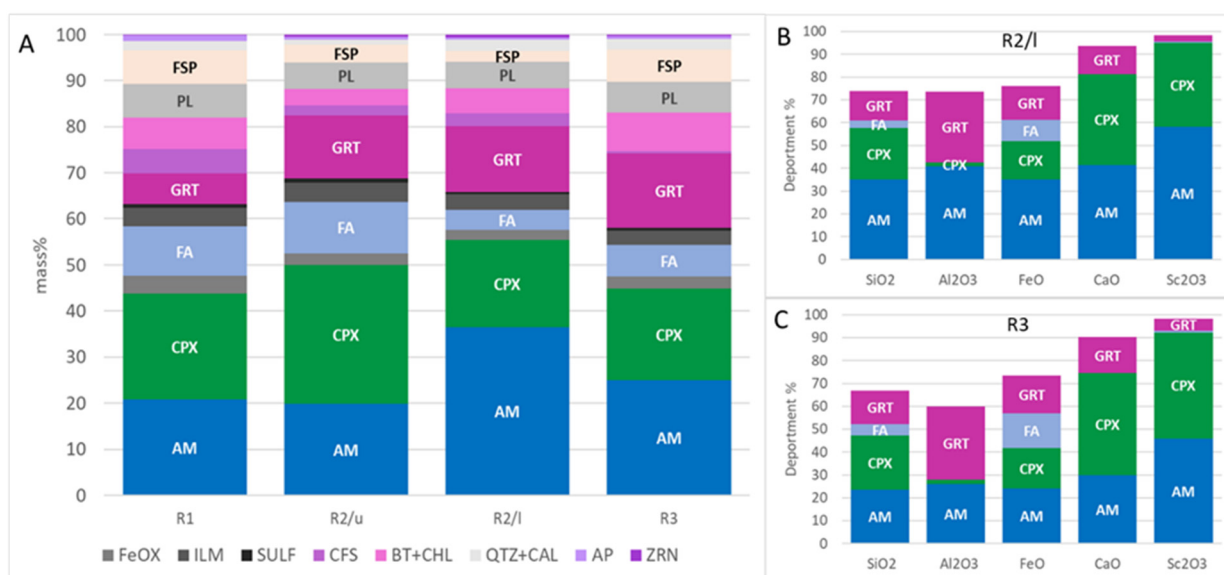 A
100
90
80
70
60
50
40
30
20
10
0
mass%
FSP
PL
GRT
FA
CPX
AM
FSP
PL
GRT
FA
CPX
AM
FSP
PL
GRT
FA
CPX
AM
FSP
PL
GRT
FA
CPX
AM
R1 R2/u R2/l R3
FeOX ILM SULF CFS BT+CHL QTZ+CAL AP ZRN
B
R2/l
100
90
80
70
60
50
40
30
20
10
0
Deportment %
GRT
FA
CPX
AM
GRT
CPX
AM
GRT
FA
CPX
AM
GRT
CPX
AM
CPX
AM
SiO2 Al2O3 FeO CaO Sc2O3
C
R3
100
90
80
70
60
50
40
30
20
10
0
Deportment %
GRT
FA
CPX
AM
GRT
AM
GRT
FA
CPX
AM
GRT
CPX
AM
GRT
CPX
AM
SiO2 Al2O3 FeO CaO Sc2O3